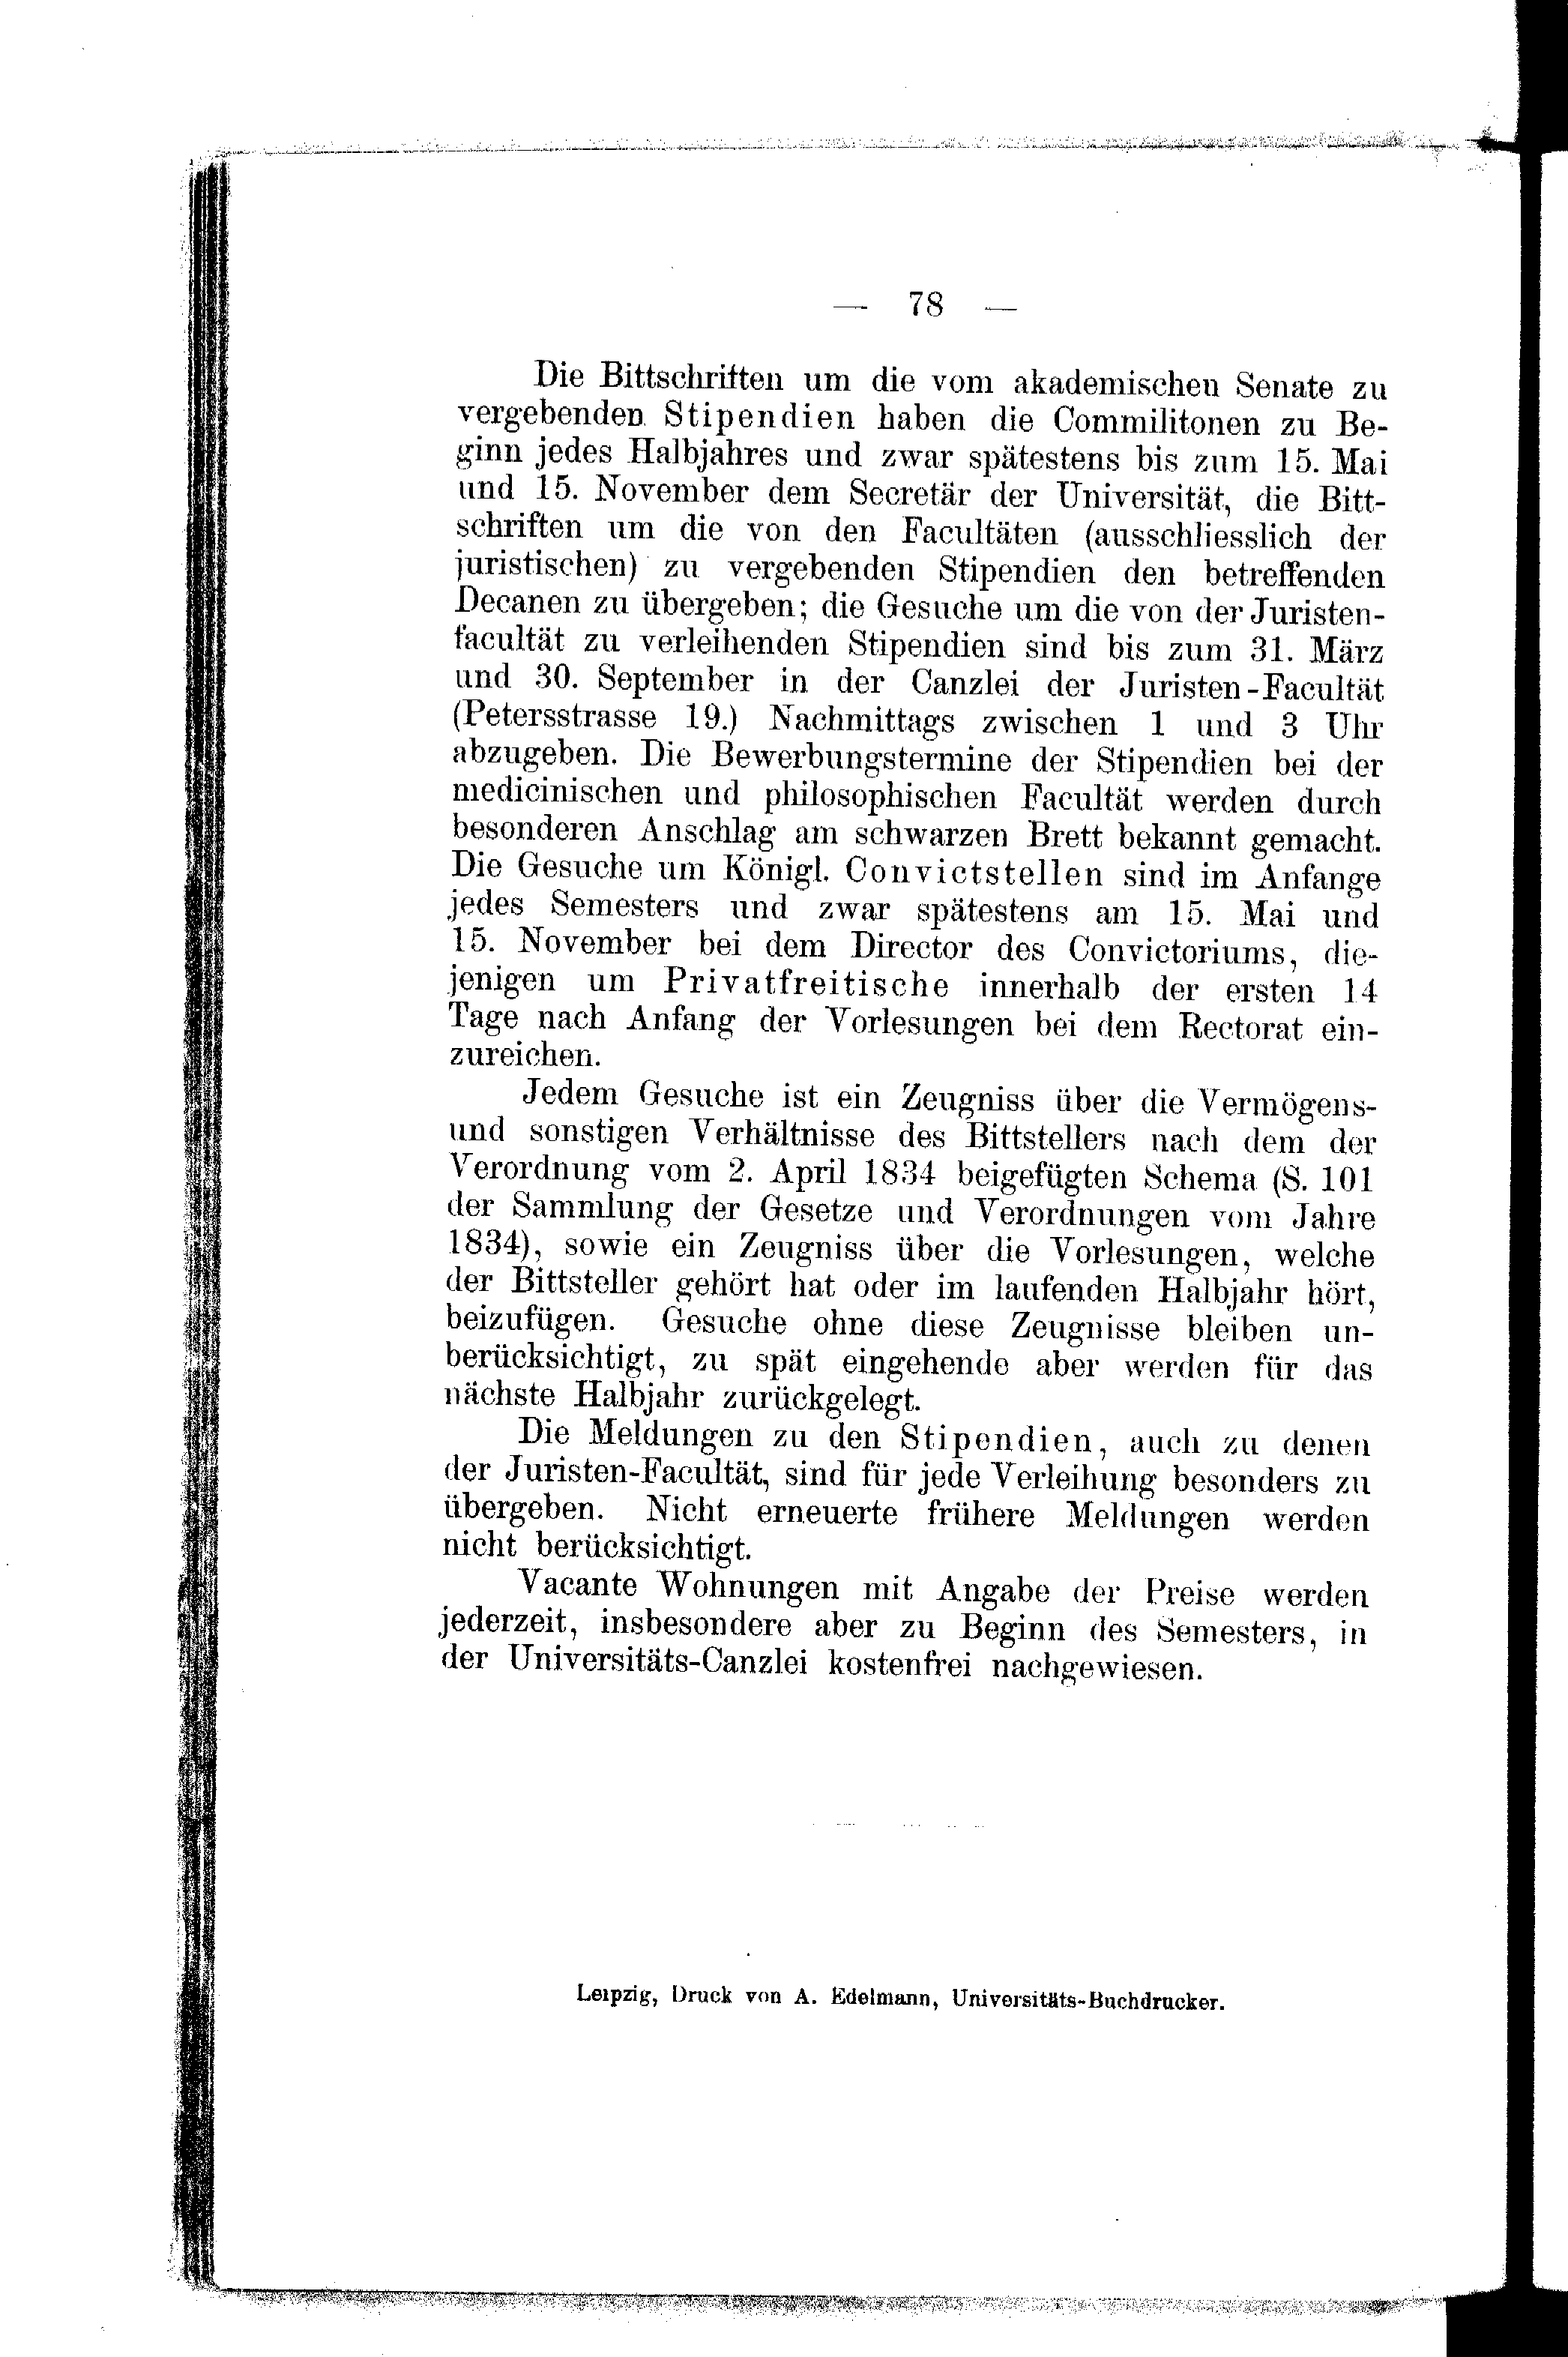 — 78 —
Die Bittschriften um die vom akademischen Senate zu
vergebenden Stipendien haben die Commilitonen zu Be-
ginn jedes Halbjahres und zwar spätestens bis zum 15. Mai
und 15. November dem Secretär der Universität, die Bitt-
schriften um die von den Facultäten (ausschliesslich der
juristischen) zu vergebenden Stipendien den betreffenden
Decanen zu übergeben; die Gesuche um die von der Juristen-
facultät zu verleihenden Stipendien sind bis zum 31. März
und 30. September in der Canzlei der Juristen-Facultät
(Petersstrasse 19.) Nachmittags zwischen 1 und 3 Uhr
abzugeben. Die Bewerbungstermine der Stipendien bei der
medicinischen und philosophischen Facultät werden durch
besonderen Anschlag am schwarzen Brett bekannt gemacht.
Die Gesuche um Königl. Convictstellen sind im Anfange
jedes Semesters und zwar spätestens am 15. Mai und
15. November bei dem Director des Convictoriums, die-
jenigen um Privatfreitische innerhalb der ersten 14
Tage nach Anfang der Vorlesungen bei dem Rectorat ein-
zureichen.
Jedem Gesuche ist ein Zeugniss über die Vermögens-
und sonstigen Verhältnisse des Bittstellers nach dem der
Verordnung vom 2. April 1834 beigefügten Schema (S. 101
der Sammlung der Gesetze und Verordnungen vom Jahre
1834), sowie ein Zeugniss über die Vorlesungen, welche
der Bittsteller gehört hat oder im laufenden Halbjahr hört,
beizufügen. Gesuche ohne diese Zeugnisse bleiben un-
berücksichtigt, zu spät eingehende aber werden für das
nächste Halbjahr zurückgelegt.
Die Meldungen zu den Stipendien, auch zu denen
der Juristen-Facultät, sind für jede Verleihung besonders zu
übergeben. Nicht erneuerte frühere Meldungen werden
nicht berücksichtigt.
Vacante Wohnungen mit Angabe der Preise werden
jederzeit, insbesondere aber zu Beginn des Semesters, in
der Universitäts-Canzlei kostenfrei nachgewiesen.
Leipzig, Druck von A. Edelmann, Universitäts-Buchdrucker.